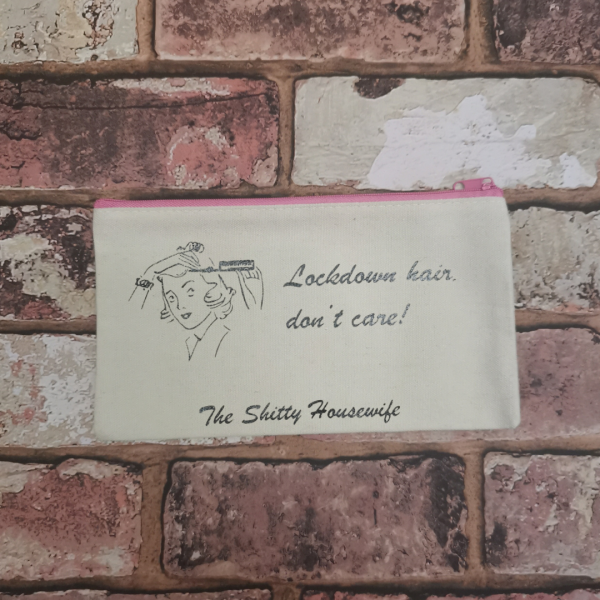 Lockdown hair.
don't care!
The Shitty Housewife